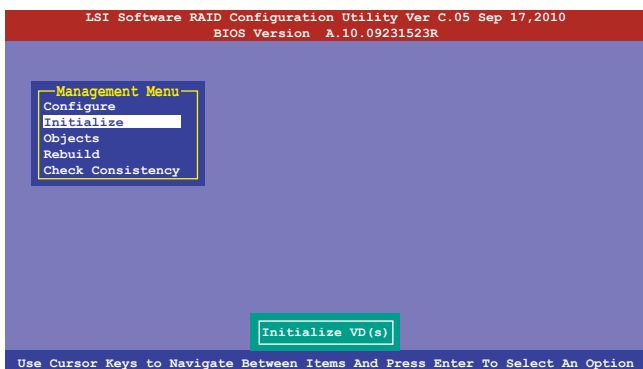 LSI Software RAID Configuration Utility Ver C.05 Sep 17,2010
BIOS Version A.10.09231523R
Management Menu
Configure
Initialize
Objects
Rebuild
Check Consistency
Initialize VD(s)
Use Cursor Keys to Navigate Between Items And Press Enter To Select An Option